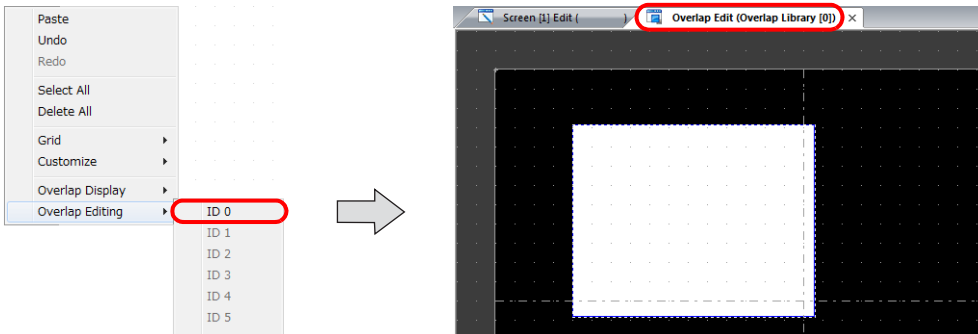 Paste
Undo
Redo
Select All
Delete All
Grid
Customize
Overlap Display
Overlap Editing
ID 0
ID 1
ID 2
ID 3
ID 4
ID 5
Screen [1] Edit ( )
Overlap Edit (Overlap Library [0])